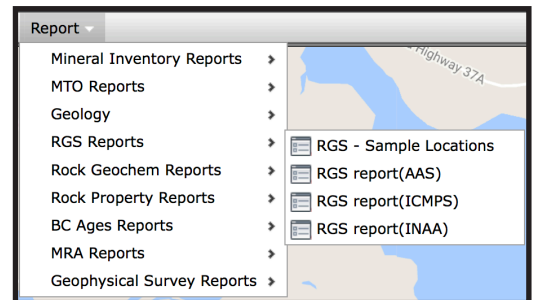 Report
Highway 37A
Mineral Inventory Reports
MTO Reports
Geology
RGS Reports
RGS - Sample Locations
Rock Geochem Reports
RGS report(AAS)
Rock Property Reports
RGS report(ICMPS)
BC Ages Reports
RGS report(INAA)
MRA Reports
Geophysical Survey Reports